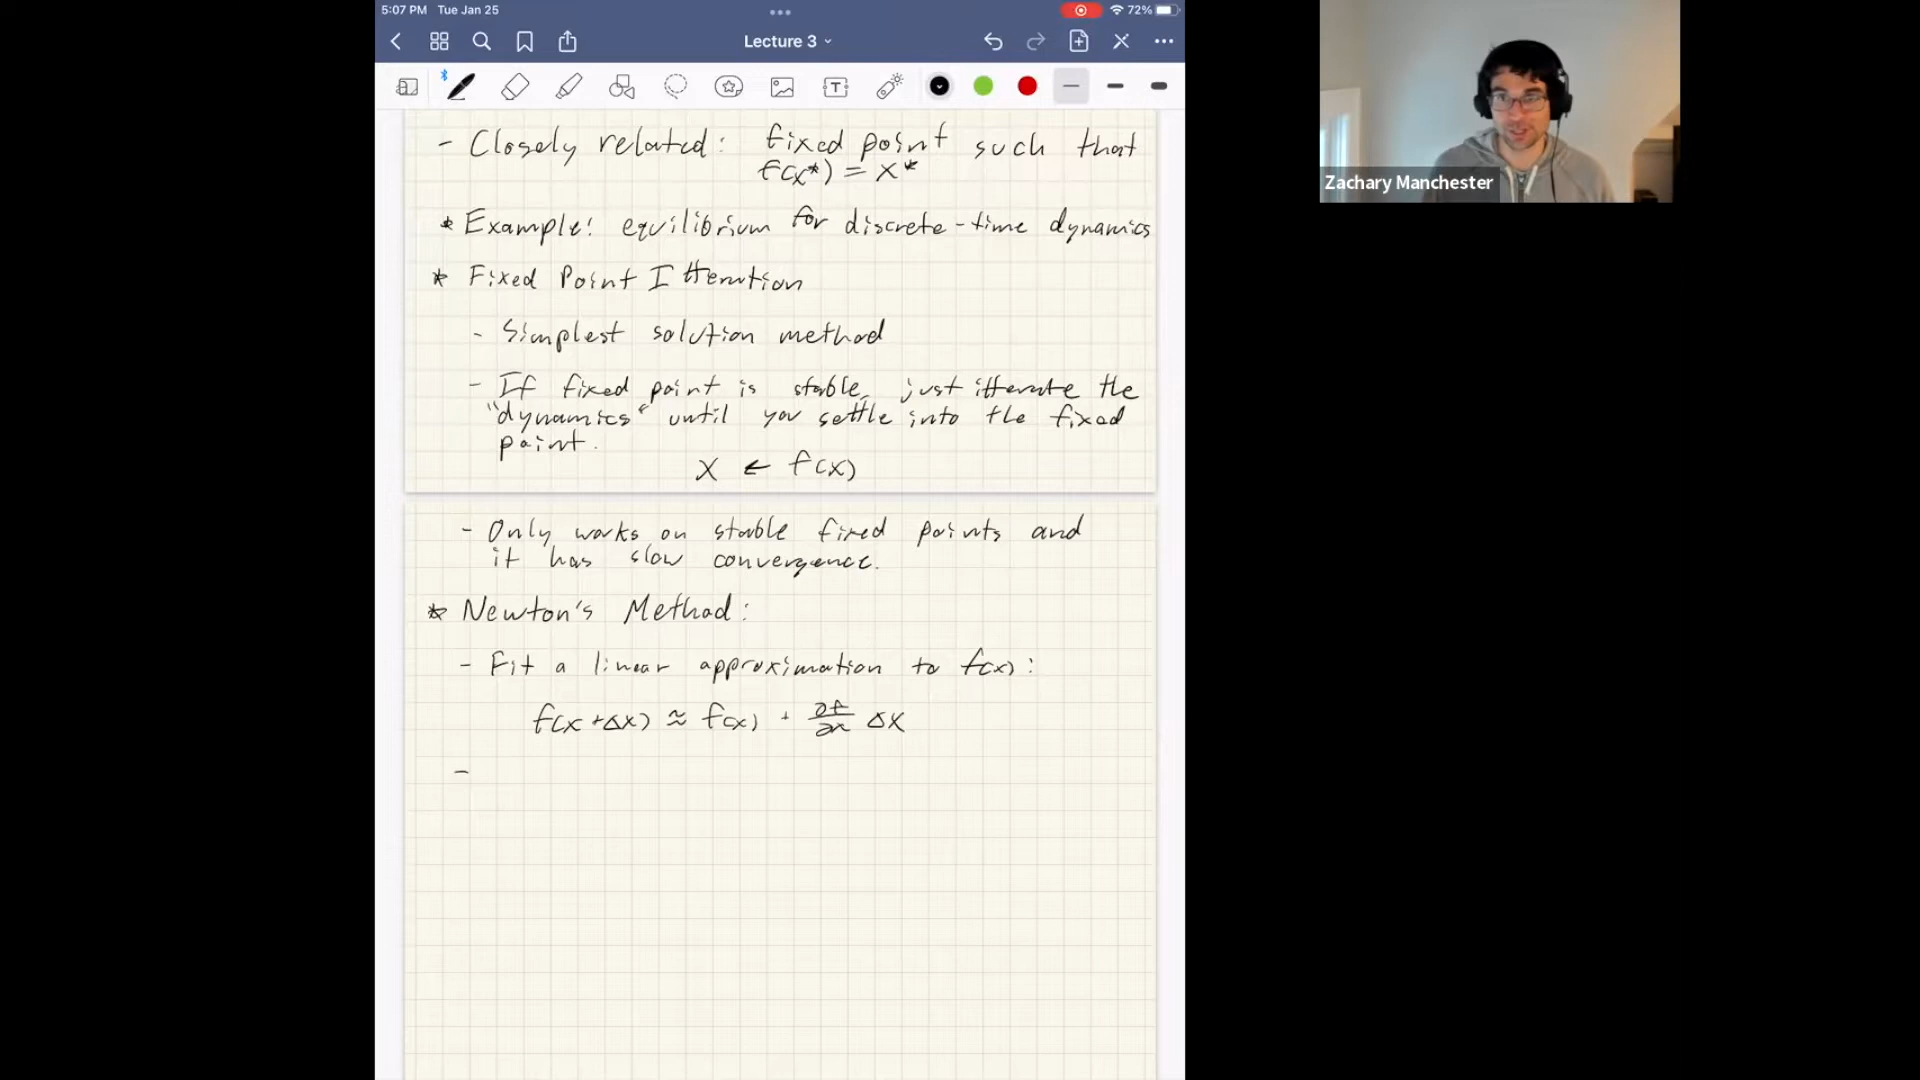 5:07 PM Tue Jan 25
72%
Lecture 3
Zachary Manchester
- Closely related: fixed point such that
f(x*) = x*
* Example: equilibrium for discrete-time dynamics
* Fixed Point Itteration
- Simplest solution method
- If fixed point is stable, just itterate the
"dynamics" until you settle into the fixed
point.
x ← f(x)
- Only works on stable fixed points and
it has slow convergence.
* Newton's Method:
- Fit a linear approximation to f(x):
f(x+Δx) ≈ f(x) + ∂f/∂x Δx
-